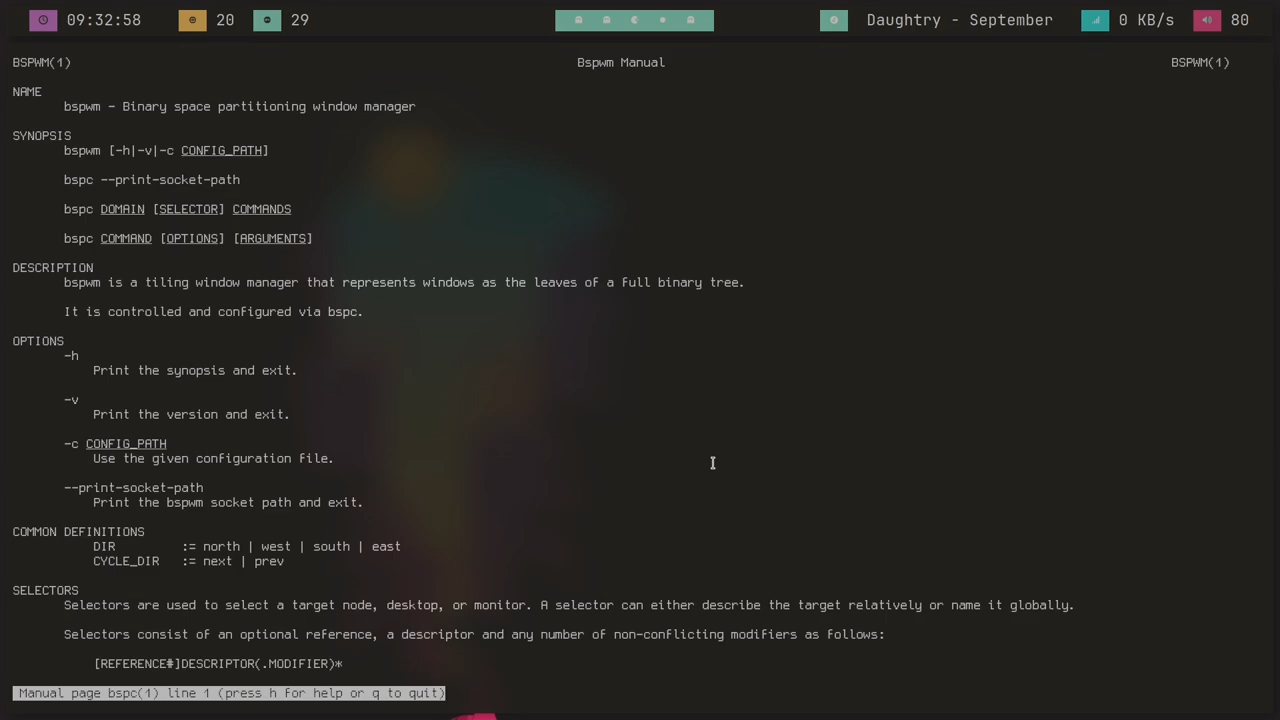 09:32:58 20 29 Daughtry - September 0 KB/s 80
BSPWM(1) Bspwm Manual BSPWM(1)
NAME
bspwm - Binary space partitioning window manager
SYNOPSIS
bspwm [-h|-v|-c CONFIG_PATH]
bspc --print-socket-path
bspc DOMAIN [SELECTOR] COMMANDS
bspc COMMAND [OPTIONS] [ARGUMENTS]
DESCRIPTION
bspwm is a tiling window manager that represents windows as the leaves of a full binary tree.
It is controlled and configured via bspc.
OPTIONS
-h
Print the synopsis and exit.
-v
Print the version and exit.
-c CONFIG_PATH
Use the given configuration file.
--print-socket-path
Print the bspwm socket path and exit.
COMMON DEFINITIONS
DIR := north | west | south | east
CYCLE_DIR := next | prev
SELECTORS
Selectors are used to select a target node, desktop, or monitor. A selector can either describe the target relatively or name it globally.
Selectors consist of an optional reference, a descriptor and any number of non-conflicting modifiers as follows:
[REFERENCE#]DESCRIPTOR(.MODIFIER)*
Manual page bspc(1) line 1 (press h for help or q to quit)